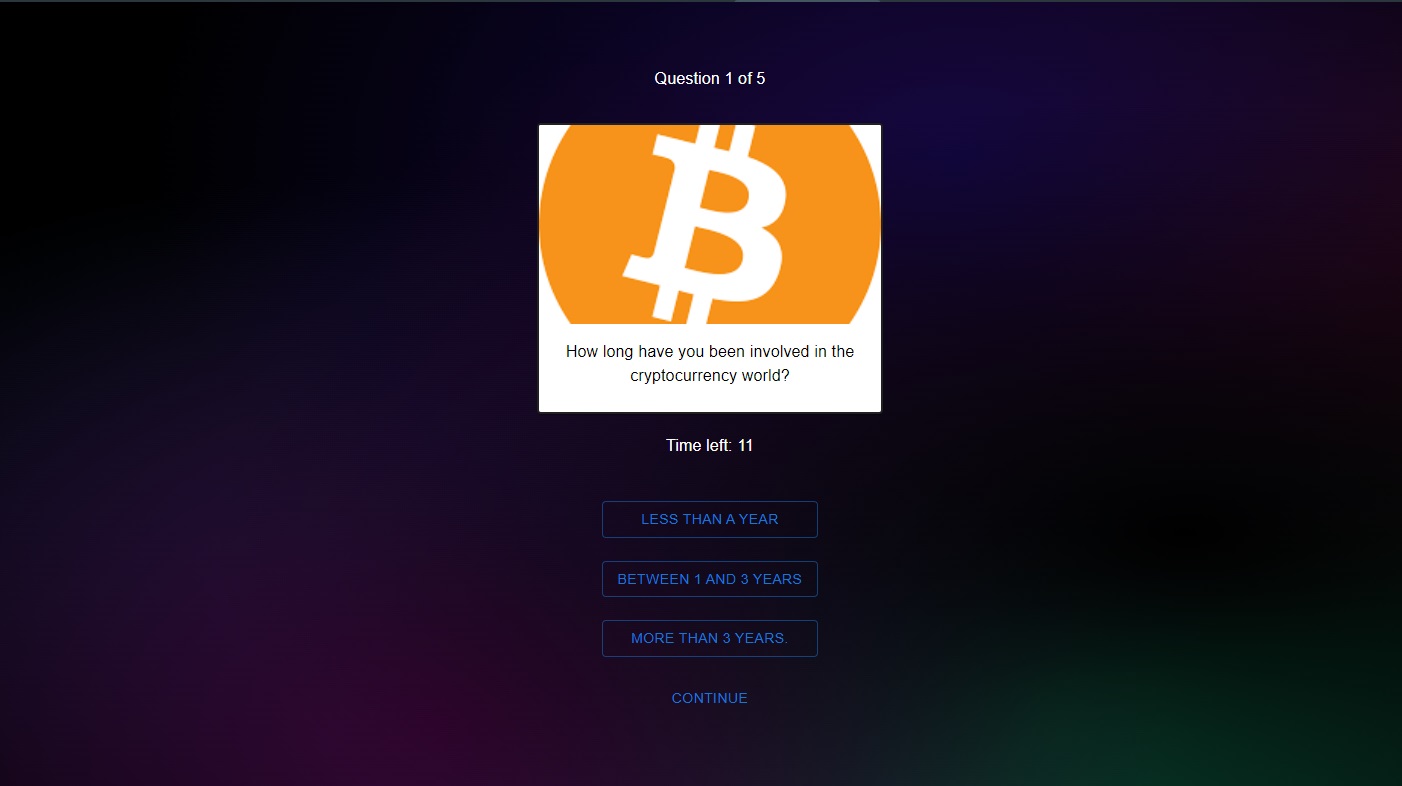 Question 1 of 5
How long have you been involved in the
cryptocurrency world?
Time left: 11
LESS THAN A YEAR
BETWEEN 1 AND 3 YEARS
MORE THAN 3 YEARS.
CONTINUE